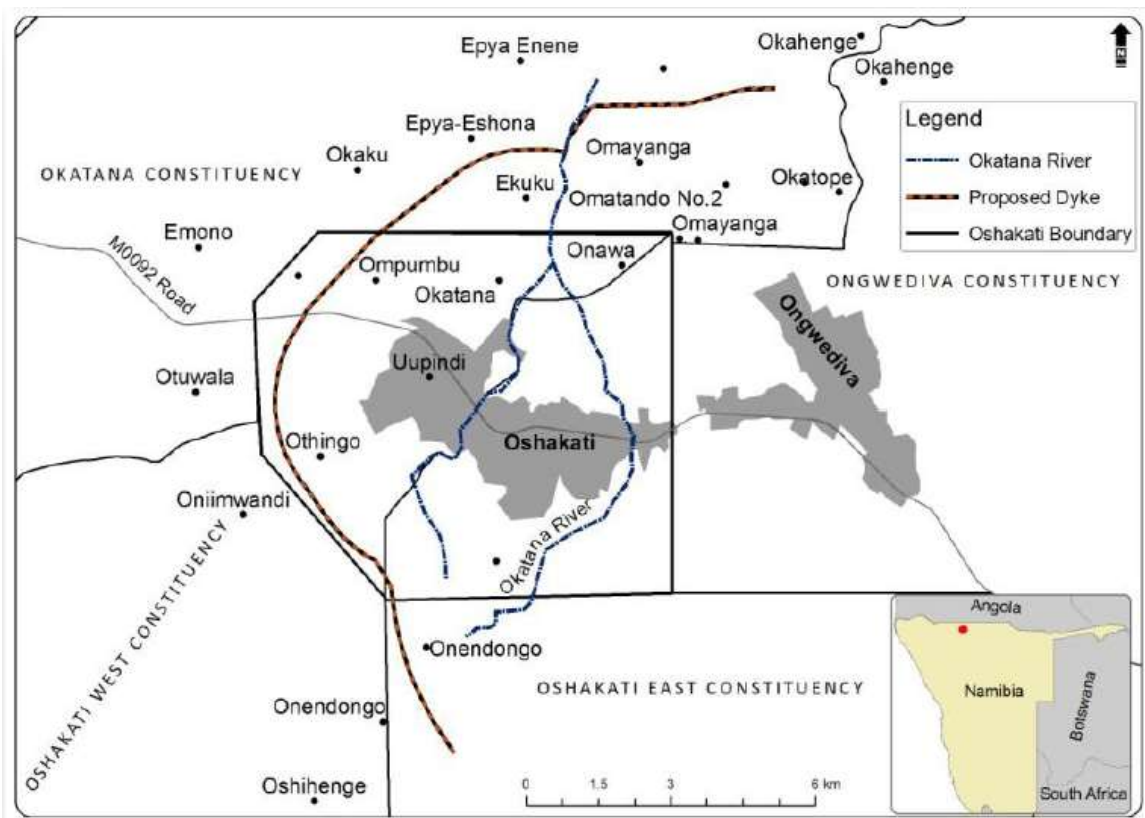 Epya Enene
Okahenge
Okahenge
N
Legend
Okatana River
Proposed Dyke
Oshakati Boundary
Epya-Eshona
Okaku
Omayanga
OKATANA CONSTITUENCY
Ekuku
Omatando No.2
Okatope
Emono
Omayanga
M0092 Road
Ompumbu
Okatana
Onawa
ONGWEDIVA CONSTITUENCY
Ongwediva
Otuwala
Uupindi
Othingo
Oshakati
Oniimwandi
Okatana River
OSHAKATI WEST CONSTITUENCY
Onendongo
OSHAKATI EAST CONSTITUENCY
Onendongo
Oshihenge
0 1.5 3 6 km
Angola
Namibia
Botswana
South Africa